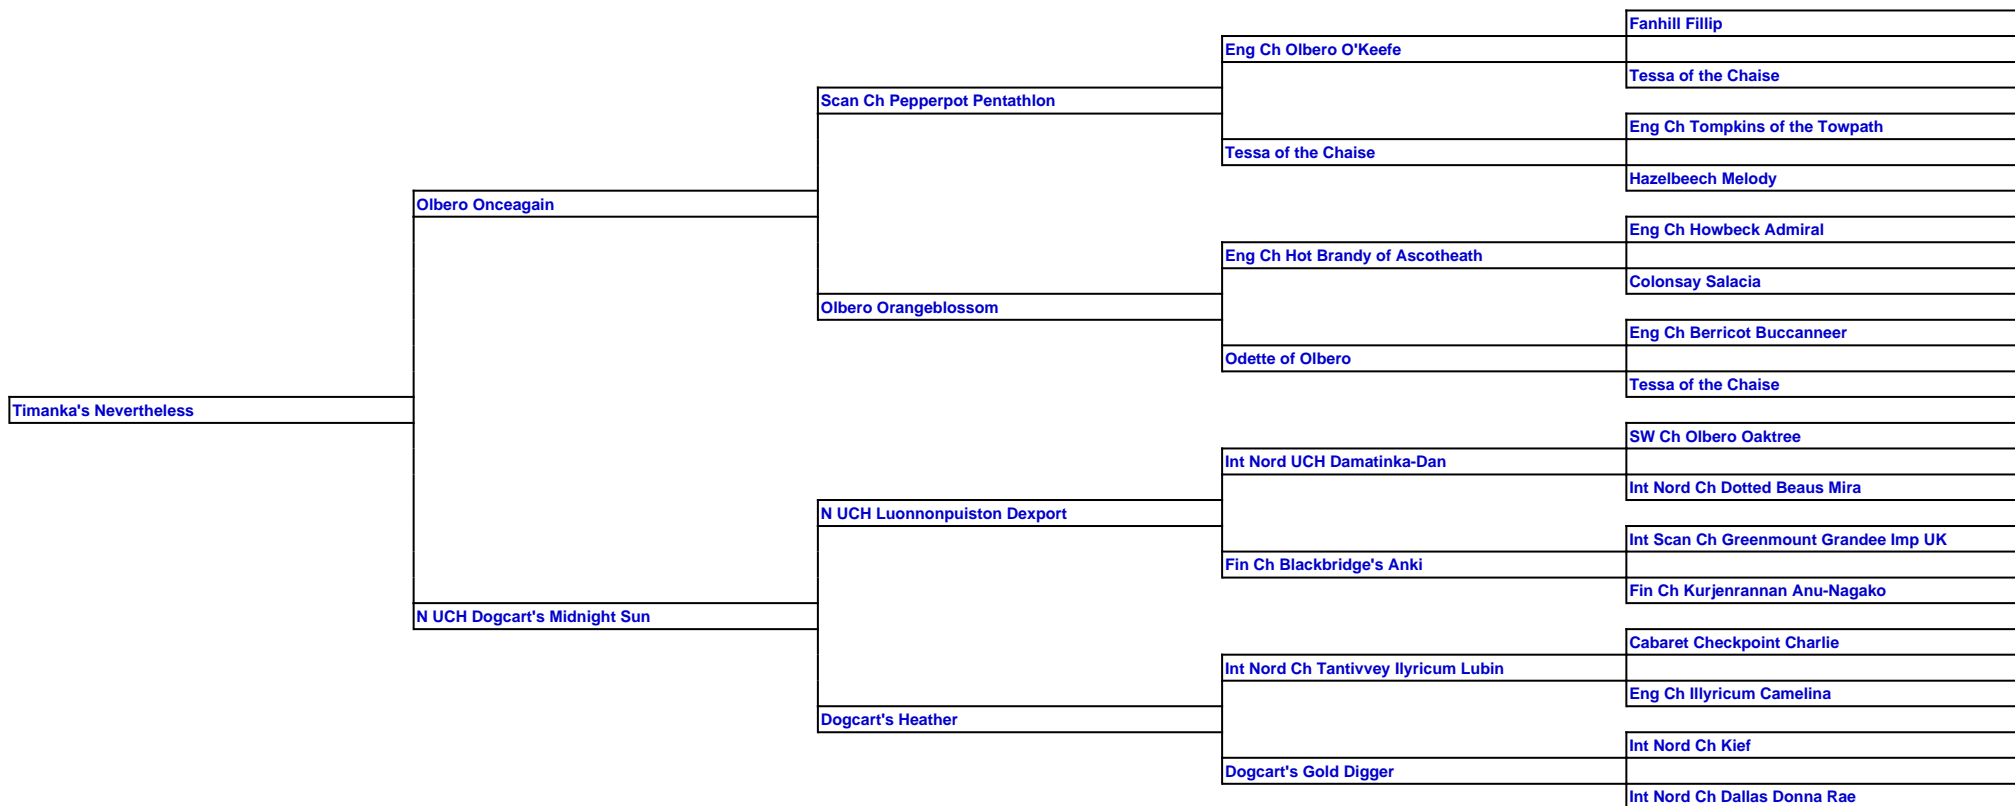 Fanhill Fillip
Eng Ch Olbero O'Keefe
Tessa of the Chaise
Scan Ch Pepperpot Pentathlon
Eng Ch Tompkins of the Towpath
Tessa of the Chaise
Hazelbeech Melody
Olbero Onceagain
Eng Ch Howbeck Admiral
Eng Ch Hot Brandy of Ascotheath
Colonsay Salacia
Olbero Orangeblossom
Eng Ch Berricot Buccanneer
Odette of Olbero
Tessa of the Chaise
Timanka's Nevertheless
SW Ch Olbero Oaktree
Int Nord UCH Damatinka-Dan
Int Nord Ch Dotted Beaus Mira
N UCH Luonnonpuiston Dexport
Int Scan Ch Greenmount Grandee Imp UK
Fin Ch Blackbridge's Anki
Fin Ch Kurjenrannan Anu-Nagako
N UCH Dogcart's Midnight Sun
Cabaret Checkpoint Charlie
Int Nord Ch Tantivvey Ilyricum Lubin
Eng Ch Illyricum Camelina
Dogcart's Heather
Int Nord Ch Kief
Dogcart's Gold Digger
Int Nord Ch Dallas Donna Rae